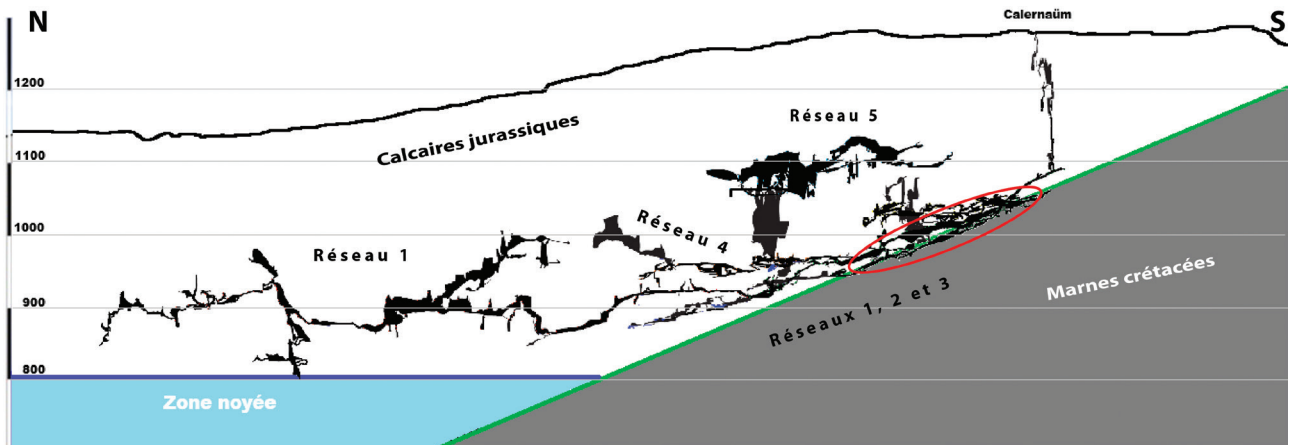 N
Calernaüm
S
1200
Calcaires jurassiques
Réseau 5
1100
1000
Réseau 4
Réseau 1
Marnes crétacées
900
Réseaux 1, 2 et 3
800
Zone noyée